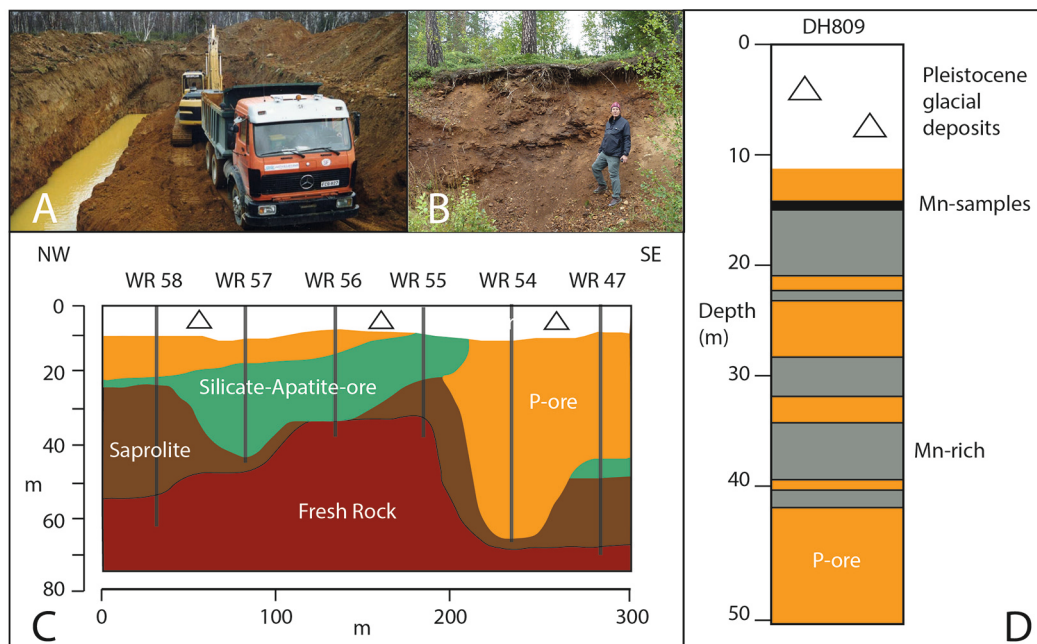 A
B
C
NW
SE
WR 58
WR 57
WR 56
WR 55
WR 54
WR 47
0
20
40
m
60
80
Silicate-Apatite-ore
P-ore
Saprolite
Fresh Rock
0
100
200
300
m
D
DH809
0
10
20
Depth
(m)
30
40
50
Pleistocene
glacial
deposits
Mn-samples
Mn-rich
P-ore